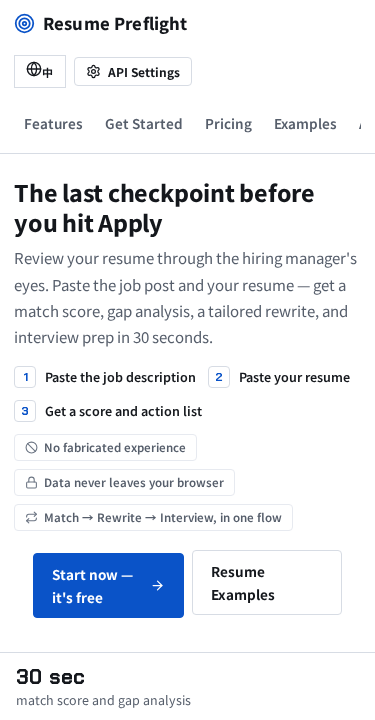 Resume Preflight
中
API Settings
Features Get Started Pricing Examples
The last checkpoint before
you hit Apply
Review your resume through the hiring manager's
eyes. Paste the job post and your resume — get a
match score, gap analysis, a tailored rewrite, and
interview prep in 30 seconds.
1 Paste the job description 2 Paste your resume
3 Get a score and action list
No fabricated experience
Data never leaves your browser
Match → Rewrite → Interview, in one flow
Start now —
it's free
→
Resume
Examples
30 sec
match score and gap analysis